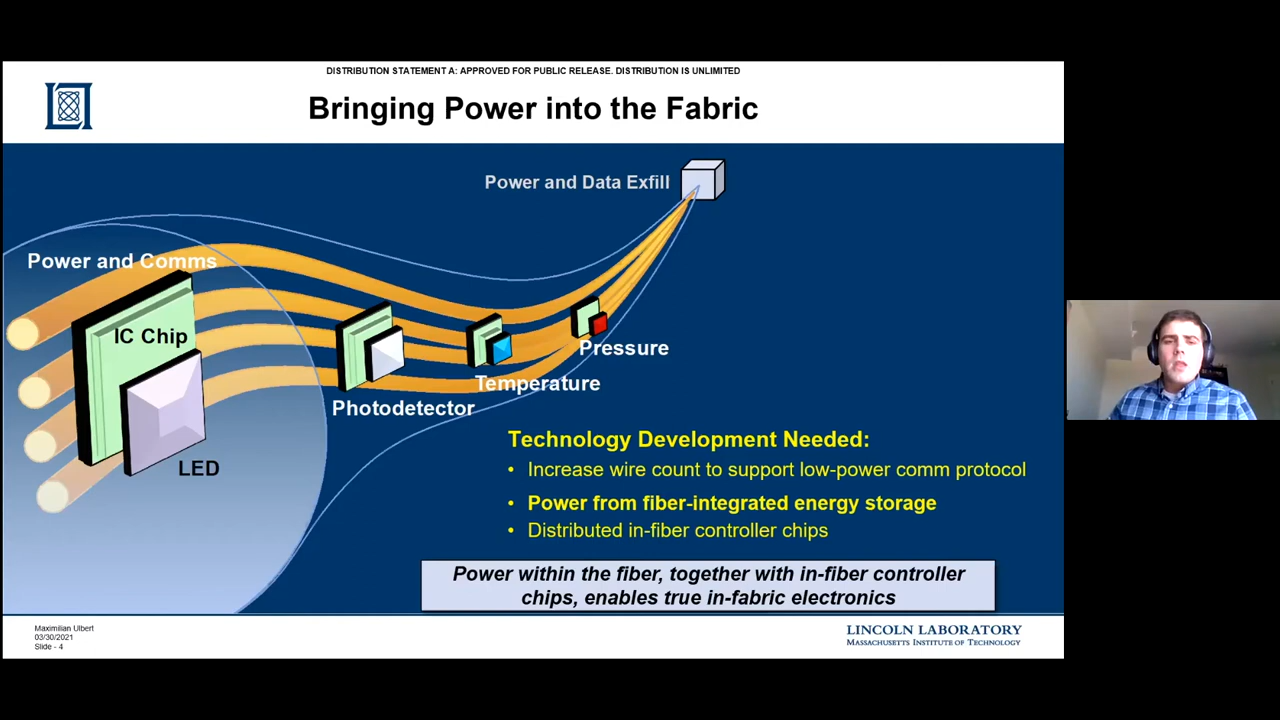 DISTRIBUTION STATEMENT A: APPROVED FOR PUBLIC RELEASE. DISTRIBUTION IS UNLIMITED
Bringing Power into the Fabric
Power and Data Exfill
Power and Comms
IC Chip
LED
Photodetector
Temperature
Pressure
Technology Development Needed:
• Increase wire count to support low-power comm protocol
• Power from fiber-integrated energy storage
• Distributed in-fiber controller chips
Power within the fiber, together with in-fiber controller
chips, enables true in-fabric electronics
Maximilian Ulbert
03/30/2021
Slide - 4
LINCOLN LABORATORY
MASSACHUSETTS INSTITUTE OF TECHNOLOGY